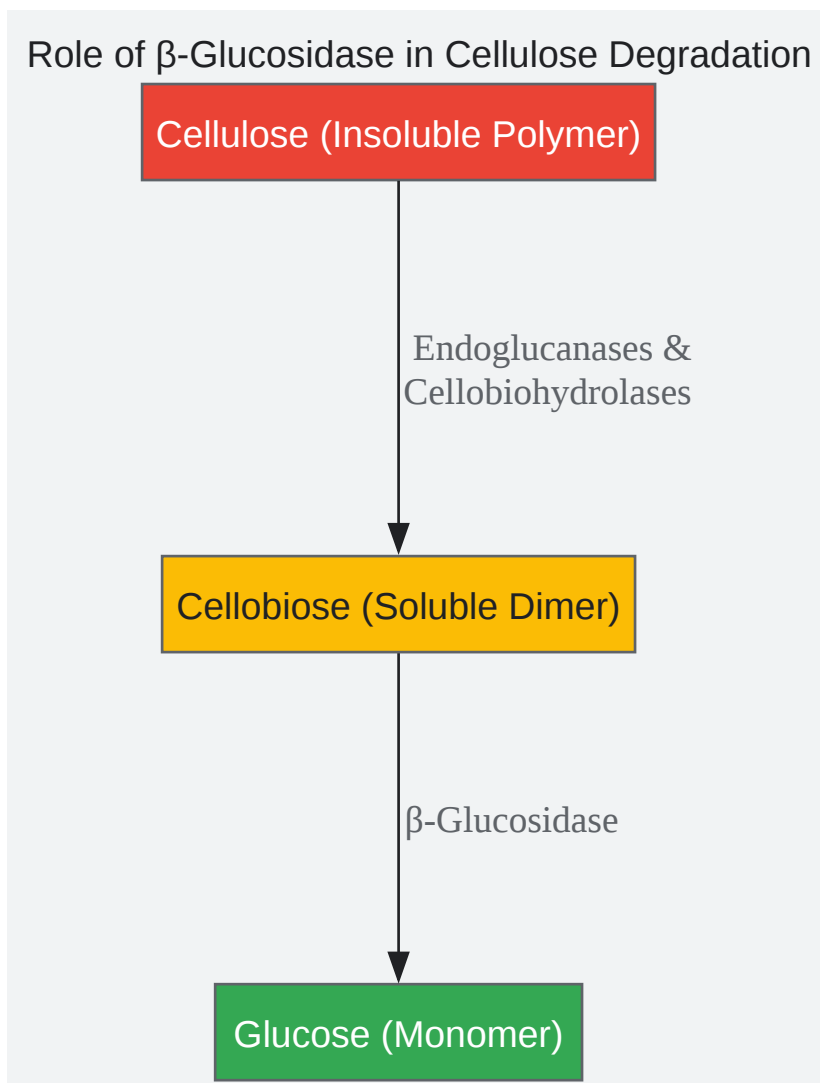 Role of β-Glucosidase in Cellulose Degradation
Cellulose (Insoluble Polymer)
Endoglucanases &
Cellobiohydrolases
Cellobiose (Soluble Dimer)
β-Glucosidase
Glucose (Monomer)